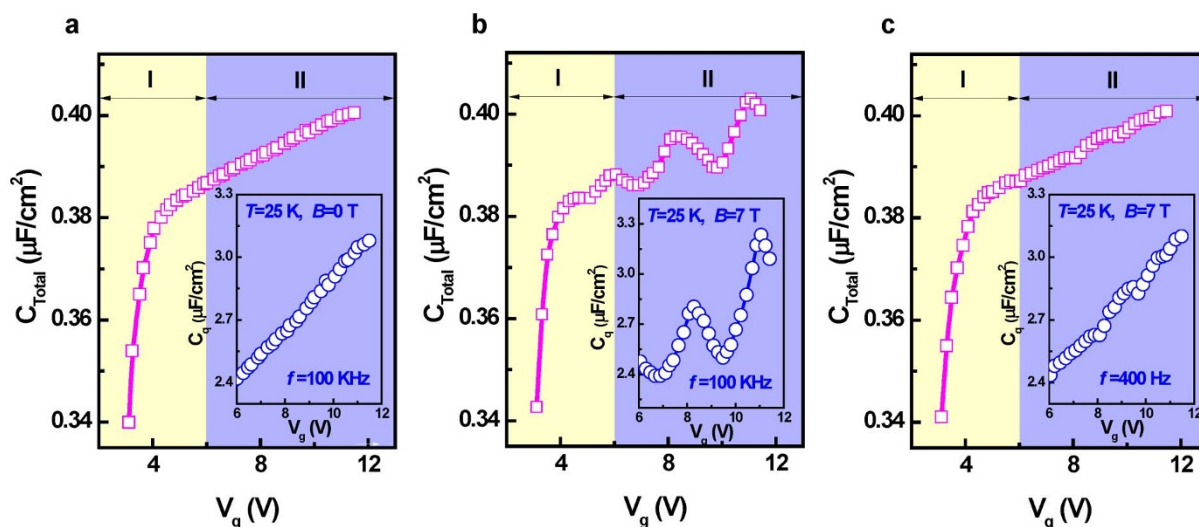 a
I
II
C_Total (μF/cm²)
0.40
0.38
0.36
0.34
4
8
12
V_g (V)
T=25 K, B=0 T
C_q (μF/cm²)
3.3
3.0
2.7
2.4
6
8
10
12
V_g (V)
f=100 KHz
b
I
II
C_Total (μF/cm²)
0.40
0.38
0.36
0.34
4
8
12
V_g (V)
T=25 K, B=7 T
C_q (μF/cm²)
3.3
3.0
2.7
2.4
6
8
10
12
V_g (V)
f=100 KHz
c
I
II
C_Total (μF/cm²)
0.40
0.38
0.36
0.34
4
8
12
V_g (V)
T=25 K, B=7 T
C_q (μF/cm²)
3.3
3.0
2.7
2.4
6
8
10
12
V_g (V)
f=400 Hz